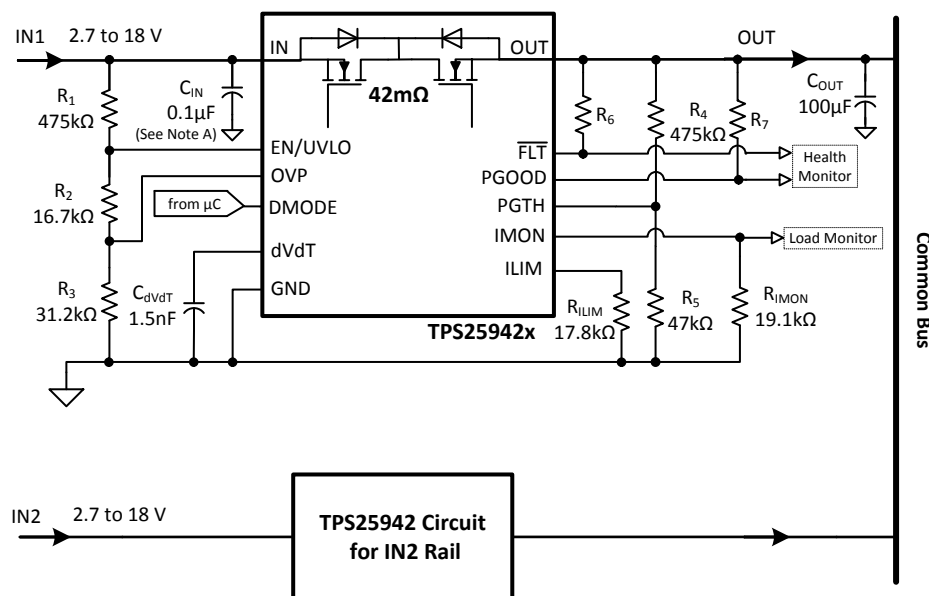 IN1
2.7 to 18 V
R1
475kΩ
CIN
0.1µF
(See Note A)
R2
16.7kΩ
R3
31.2kΩ
from µC
CdVdT
1.5nF
IN
OUT
42mΩ
EN/UVLO
OVP
DMODE
dVdT
GND
FLT
PGOOD
PGTH
IMON
ILIM
TPS25942x
OUT
COUT
100µF
R6
R4
475kΩ
R7
Health
Monitor
Load Monitor
RILIM
17.8kΩ
R5
47kΩ
RIMON
19.1kΩ
Common Bus
IN2
2.7 to 18 V
TPS25942 Circuit
for IN2 Rail